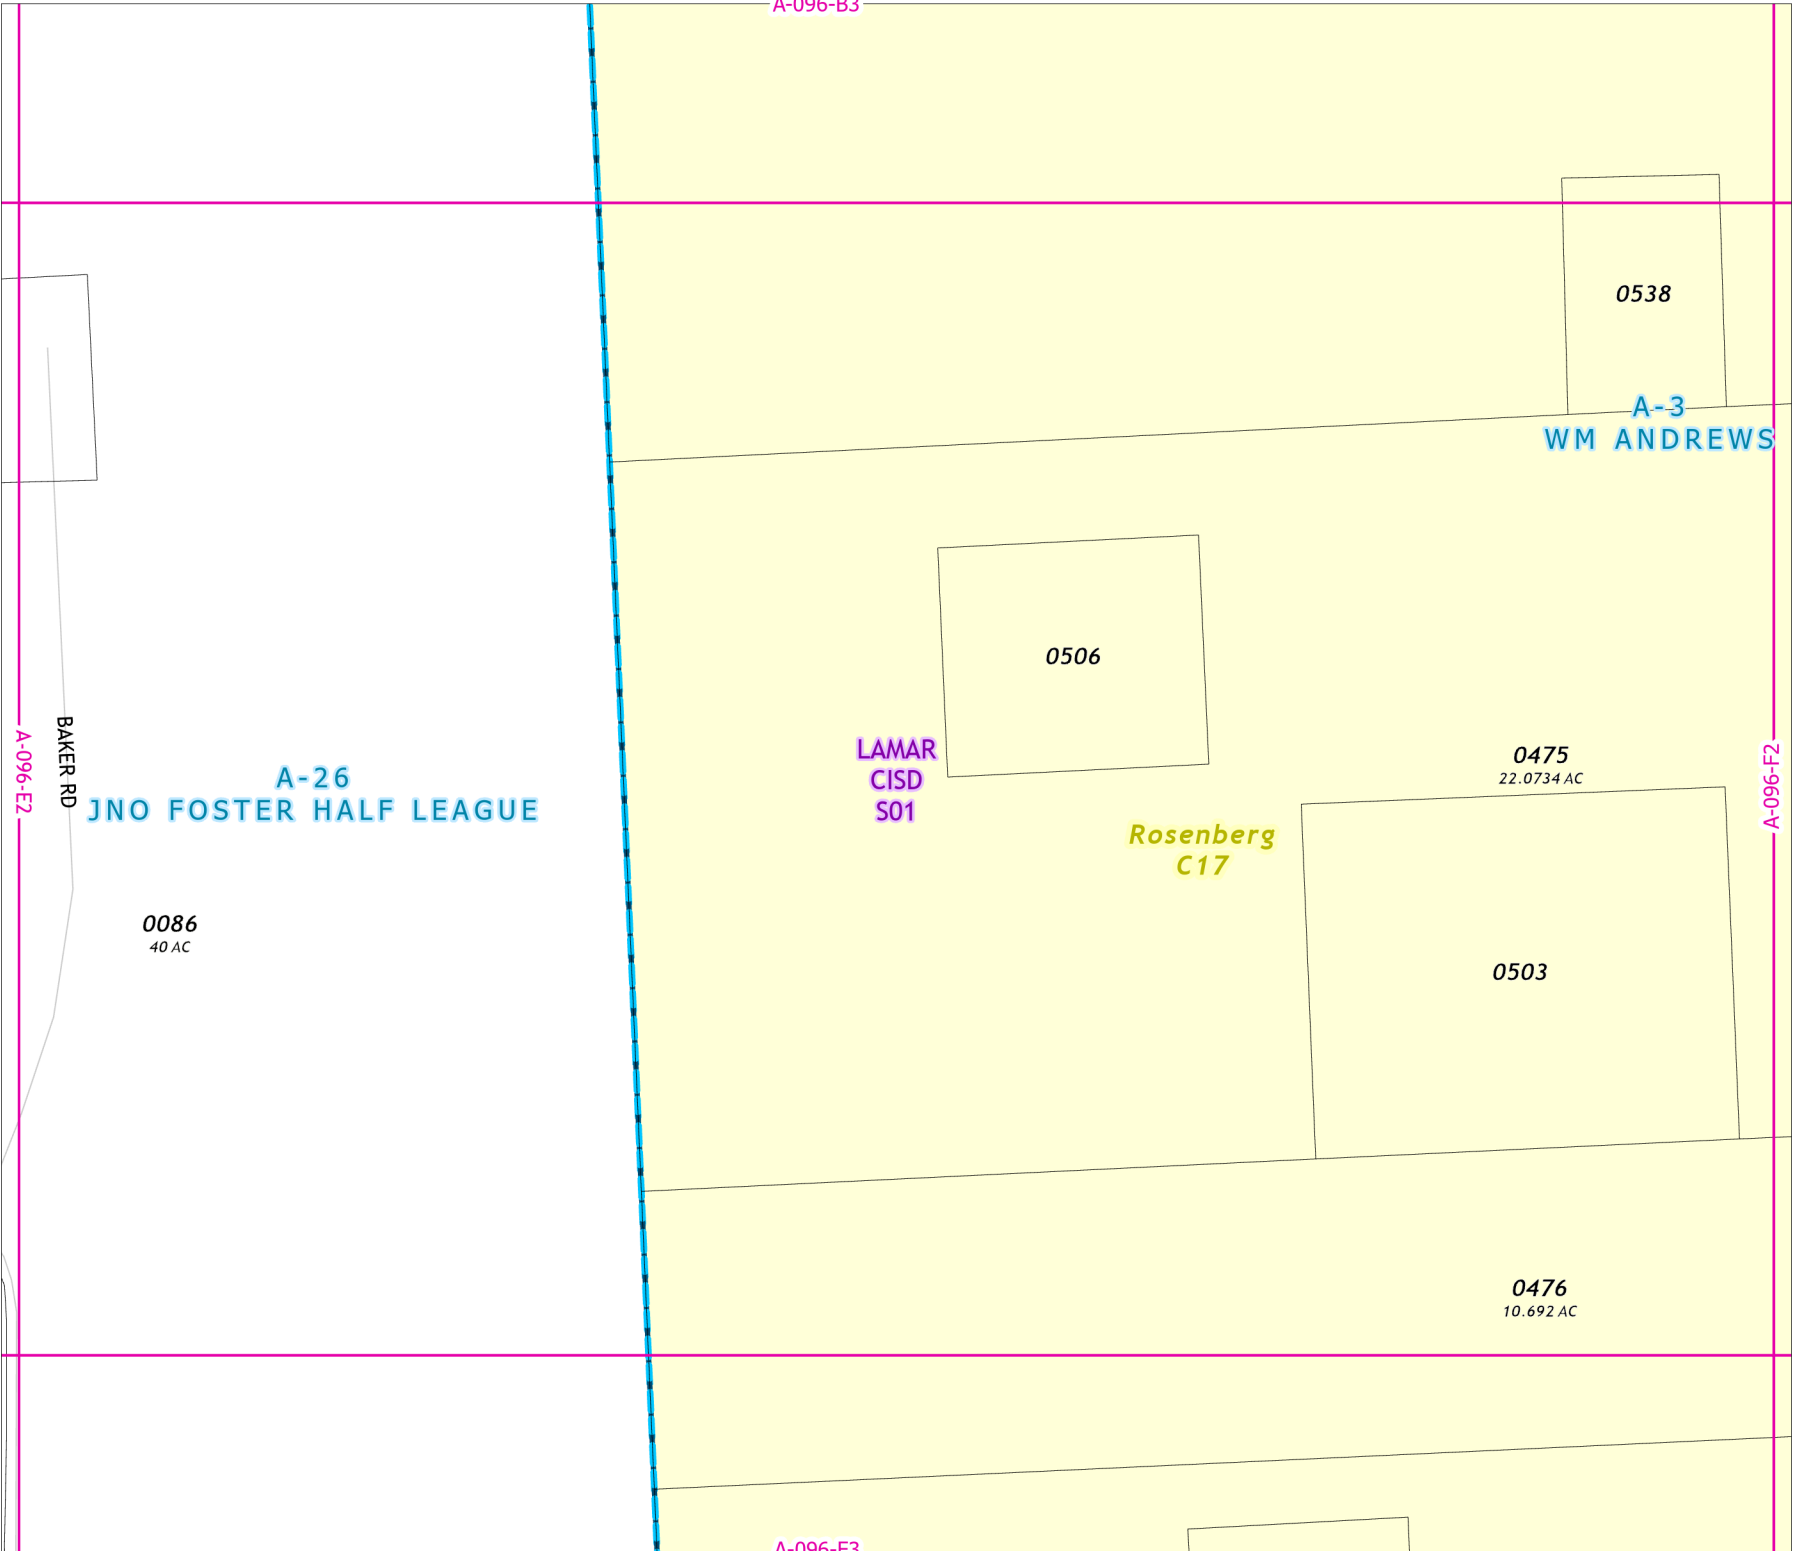 A-096-B3
0538
A-3
WM ANDREWS
0506
LAMAR
CISD
S01
0475
22.0734 AC
A-096-E2
BAKER RD
A-26
JNO FOSTER HALF LEAGUE
A-096-F2
Rosenberg
C17
0086
40 AC
0503
0476
10.692 AC
A-096-F3